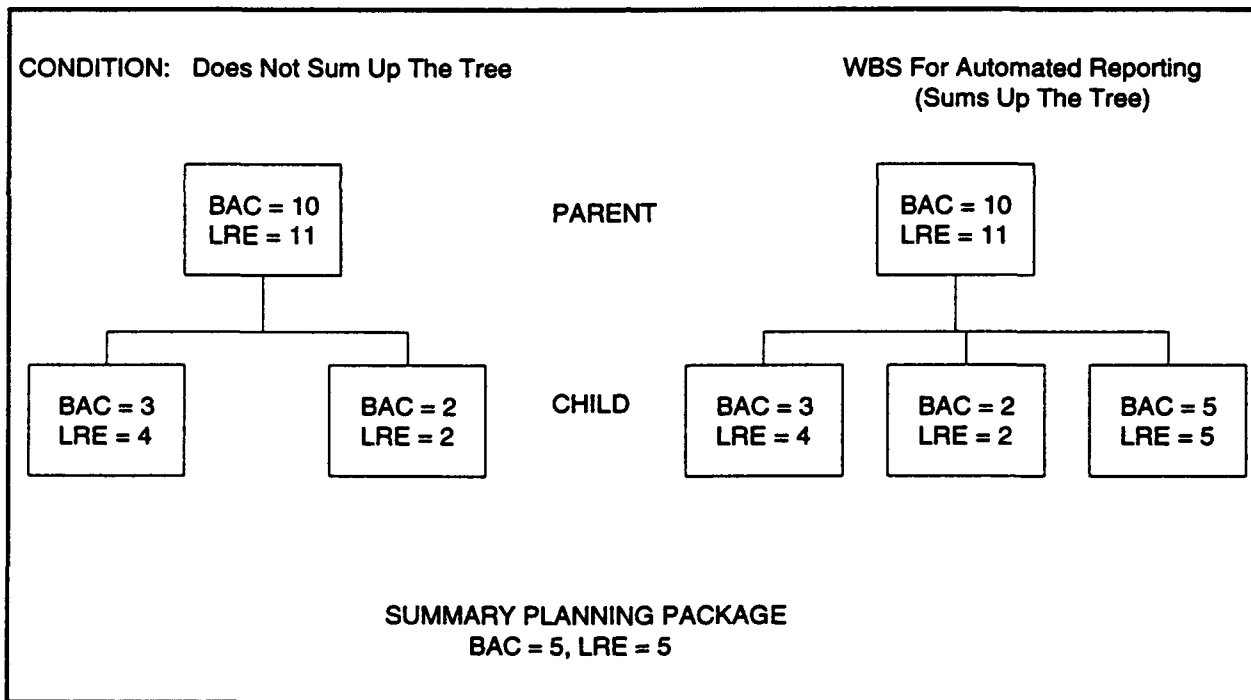 CONDITION: Does Not Sum Up The Tree
WBS For Automated Reporting
(Sums Up The Tree)
BAC = 10
LRE = 11
PARENT
BAC = 10
LRE = 11
BAC = 3
LRE = 4
BAC = 2
LRE = 2
CHILD
BAC = 3
LRE = 4
BAC = 2
LRE = 2
BAC = 5
LRE = 5
SUMMARY PLANNING PACKAGE
BAC = 5, LRE = 5